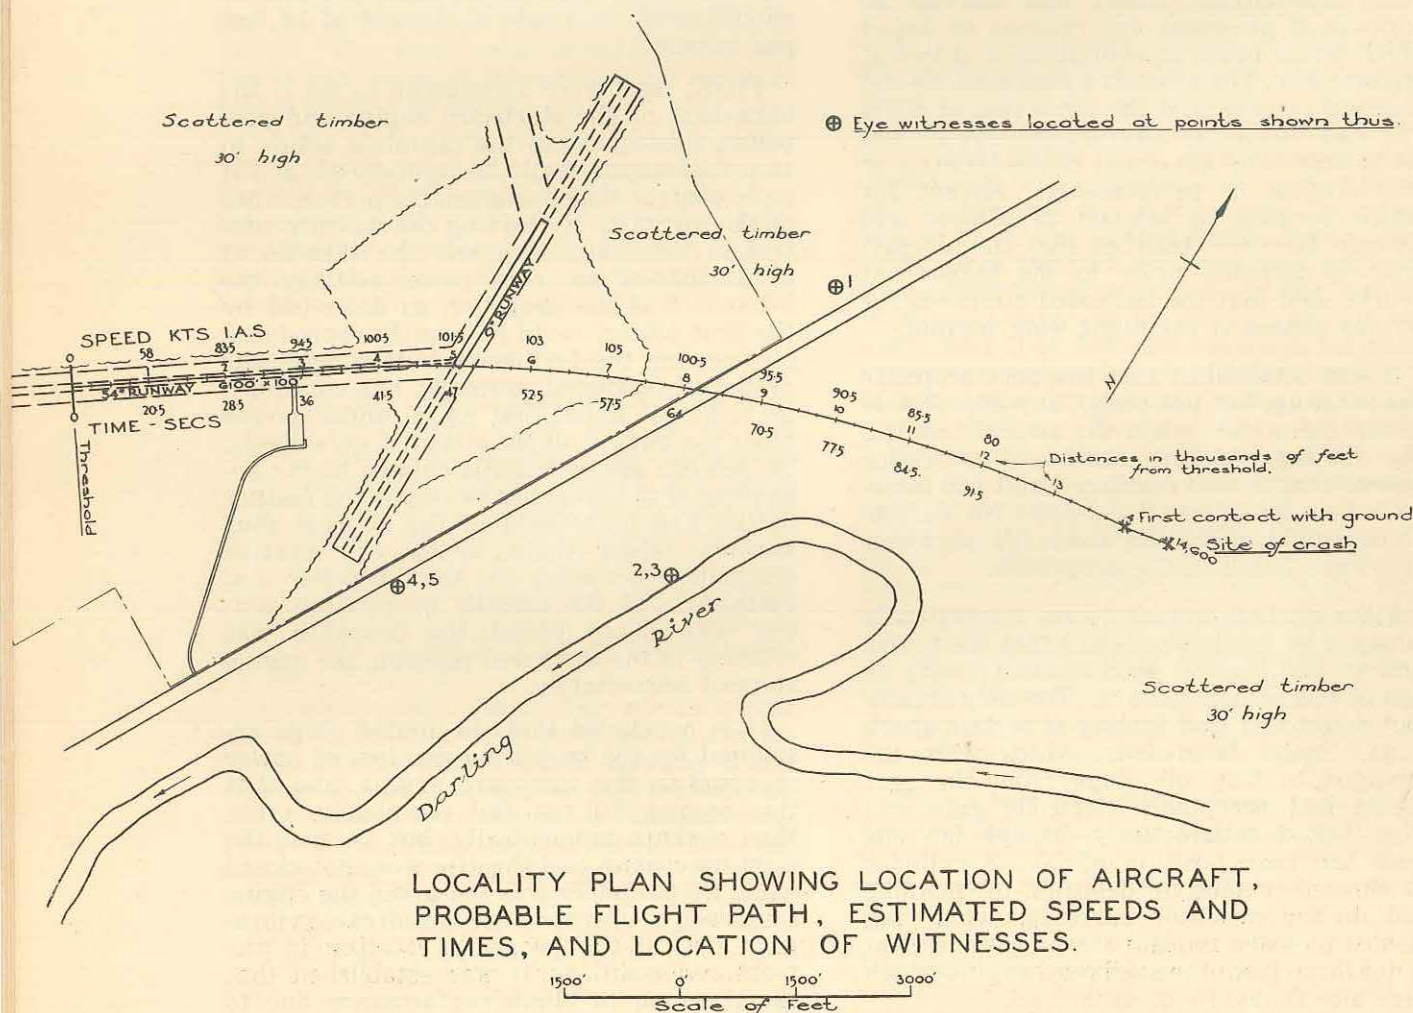 Scattered timber
30' high
⊕ Eye witnesses located at points shown thus.
Scattered timber
30' high
1
N
SPEED KTS I.A.S
58 83.5 94.5 100.5 101.5 103 105 100.5 95.5 90.5 85.5 80
2 3 4 5 6 7 8 9 10 11 12 13
9° RUNWAY
54° RUNWAY 6100' x 100'
20.5 28.5 36 41.5 47 52.5 57.5 64 70.5 77.5 84.5 91.5
TIME - SECS
Threshold
Distances in thousands of feet
from threshold.
First contact with ground
14,600 Site of crash
4,5
2,3
River
Darling
Scattered timber
30' high
LOCALITY PLAN SHOWING LOCATION OF AIRCRAFT,
PROBABLE FLIGHT PATH, ESTIMATED SPEEDS AND
TIMES, AND LOCATION OF WITNESSES.
1500' 0' 1500' 3000'
Scale of Feet